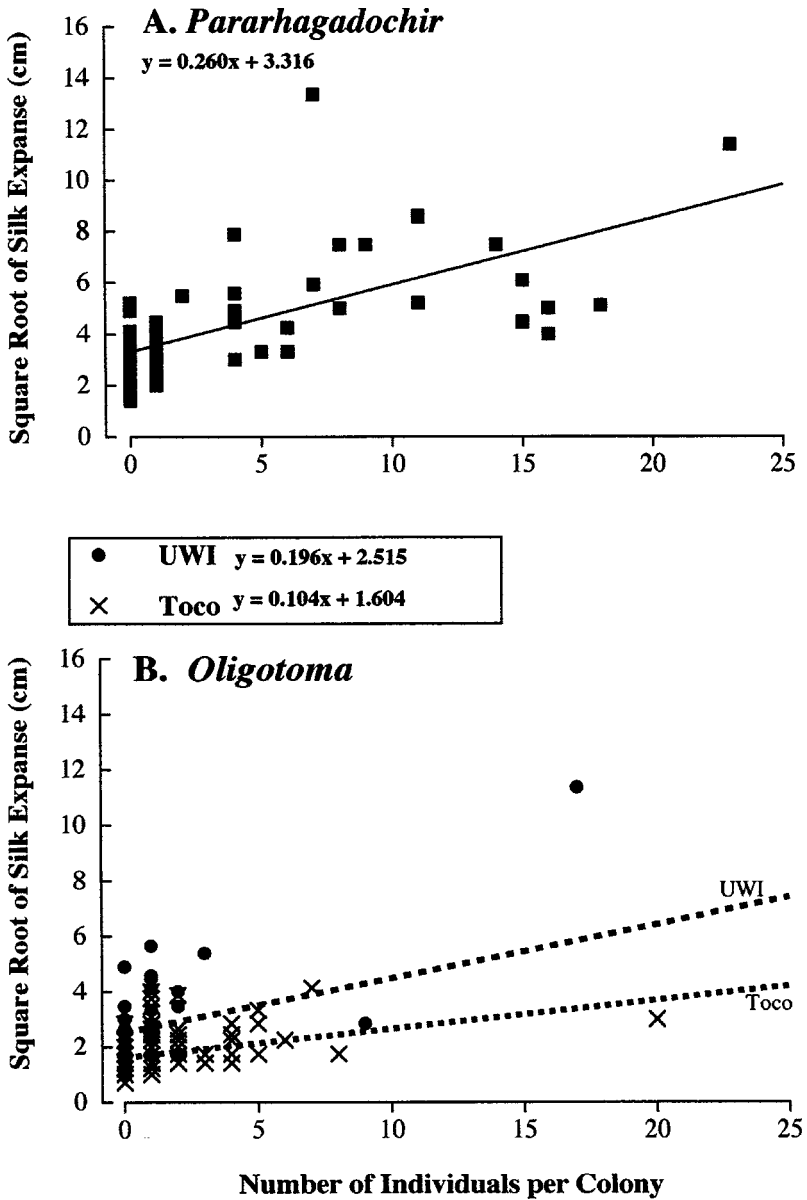 A. Pararhagadochir
y = 0.260x + 3.316
Square Root of Silk Expanse (cm)
16
14
12
10
8
6
4
2
0
0 5 10 15 20 25
UWI y = 0.196x + 2.515
Toco y = 0.104x + 1.604
B. Oligotoma
Square Root of Silk Expanse (cm)
16
14
12
10
8
6
4
2
0
UWI
Toco
0 5 10 15 20 25
Number of Individuals per Colony